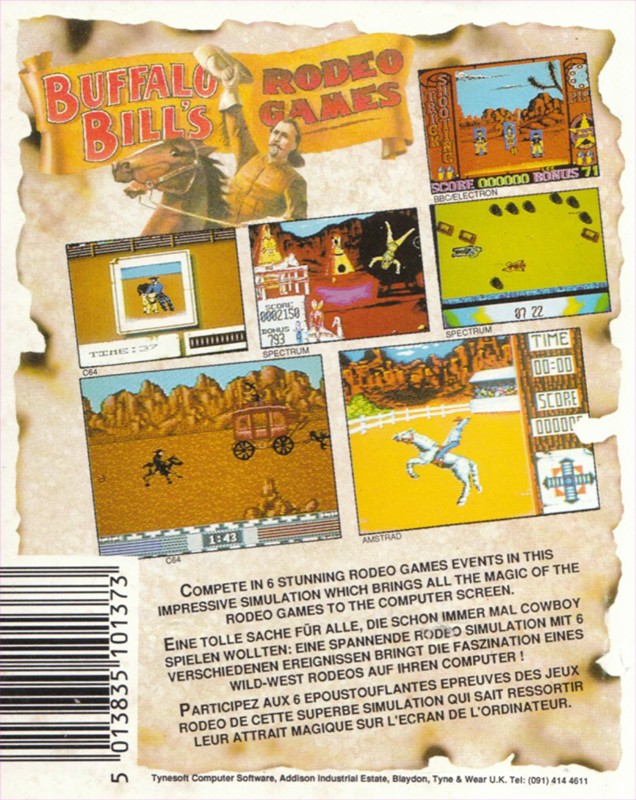 BUFFALO
BILL'S
RODEO
GAMES
TRICK
SHOOTING
SCORE 000000 BONUS 71
BBC/ELECTRON
TIME:37
C64
SCORE
0002150
BONUS
793
SPECTRUM
07 22
SPECTRUM
1:43
C64
TIME
00:00
SCORE
AMSTRAD
COMPETE IN 6 STUNNING RODEO GAMES EVENTS IN THIS
IMPRESSIVE SIMULATION WHICH BRINGS ALL THE MAGIC OF THE
RODEO GAMES TO THE COMPUTER SCREEN.
EINE TOLLE SACHE FÜR ALLE, DIE SCHON IMMER MAL COWBOY
SPIELEN WOLLTEN: EINE SPANNENDE RODEO SIMULATION MIT 6
VERSCHIEDENEN EREIGNISSEN BRINGT DIE FASZINATION EINES
WILD-WEST RODEOS AUF IHREN COMPUTER !
PARTICIPEZ AUX 6 EPOUSTOUFLANTES EPREUVES DES JEUX
RODEO DE CETTE SUPERBE SIMULATION QUI SAIT RESSORTIR
LEUR ATTRAIT MAGIQUE SUR L'ECRAN DE L'ORDINATEUR.
5 013835 101373
Tynesoft Computer Software, Addison Industrial Estate, Blaydon, Tyne & Wear U.K. Tel: (091) 414 4611